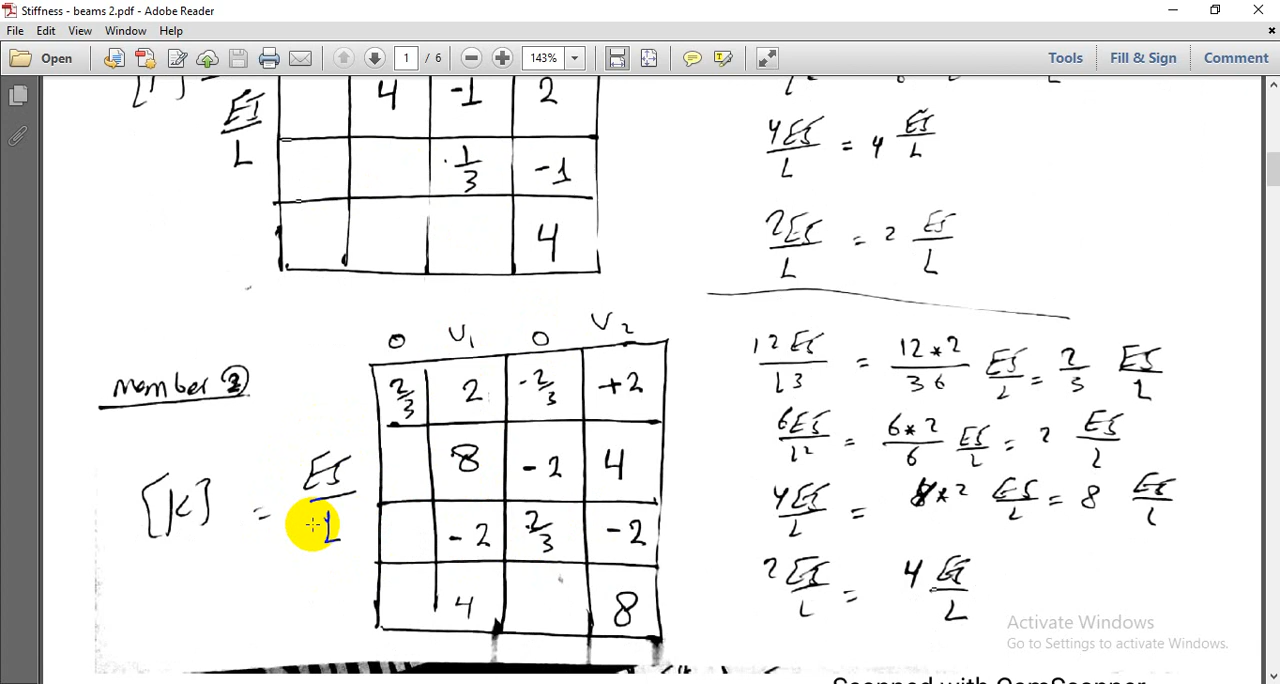 Stiffness - beams 2.pdf - Adobe Reader
File Edit View Window Help
Open 1 / 6 143% Tools Fill & Sign Comment
EI/L
4 -1 2
1/3 -1
4
4EI/L = 4 EI/L
2EI/L = 2 EI/L
member 2
[K] = EI/L
0 V1 0 V2
2/3 2 -2/3 +2
8 -2 4
-2 2/3 -2
4 8
12EI/L3 = 12*2/36 EI/L = 2/3 EI/L
6EI/L2 = 6*2/6 EI/L = 2 EI/L
4EI/L = 4*2 EI/L = 8 EI/L
2EI/L = 4 EI/L
Activate Windows
Go to Settings to activate Windows.